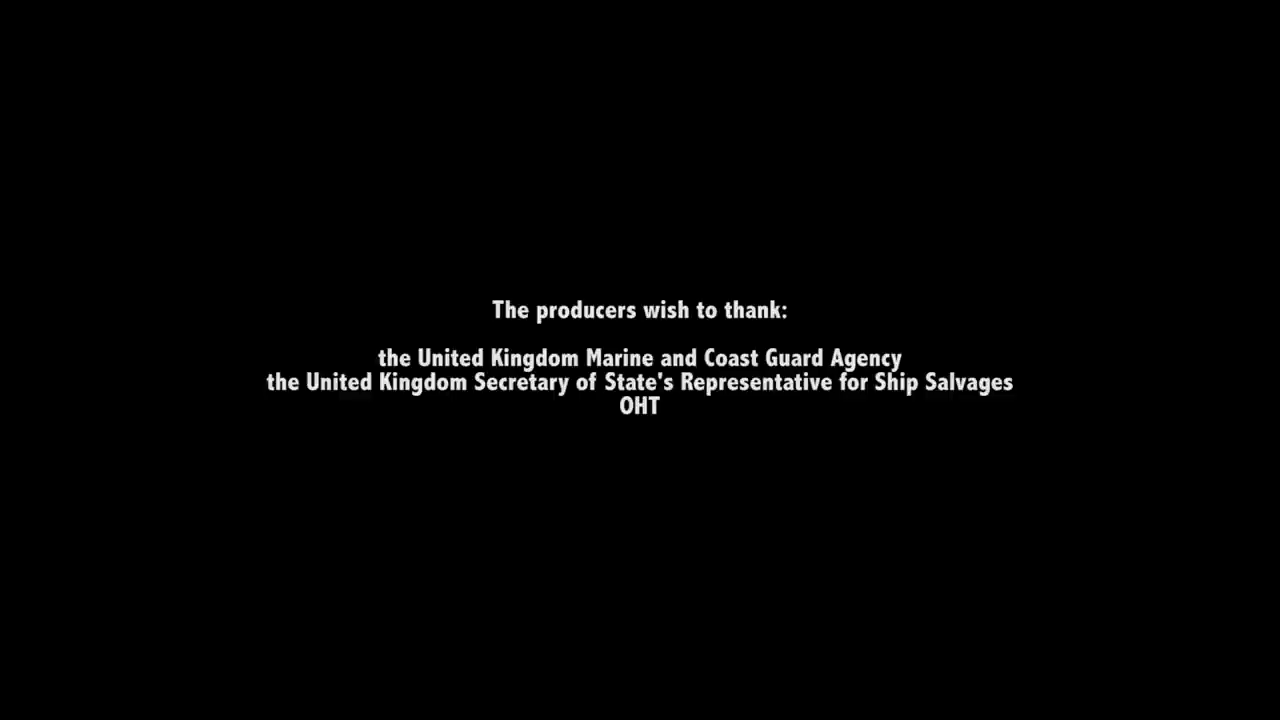 The producers wish to thank:
the United Kingdom Marine and Coast Guard Agency
the United Kingdom Secretary of State's Representative for Ship Salvages
OHT